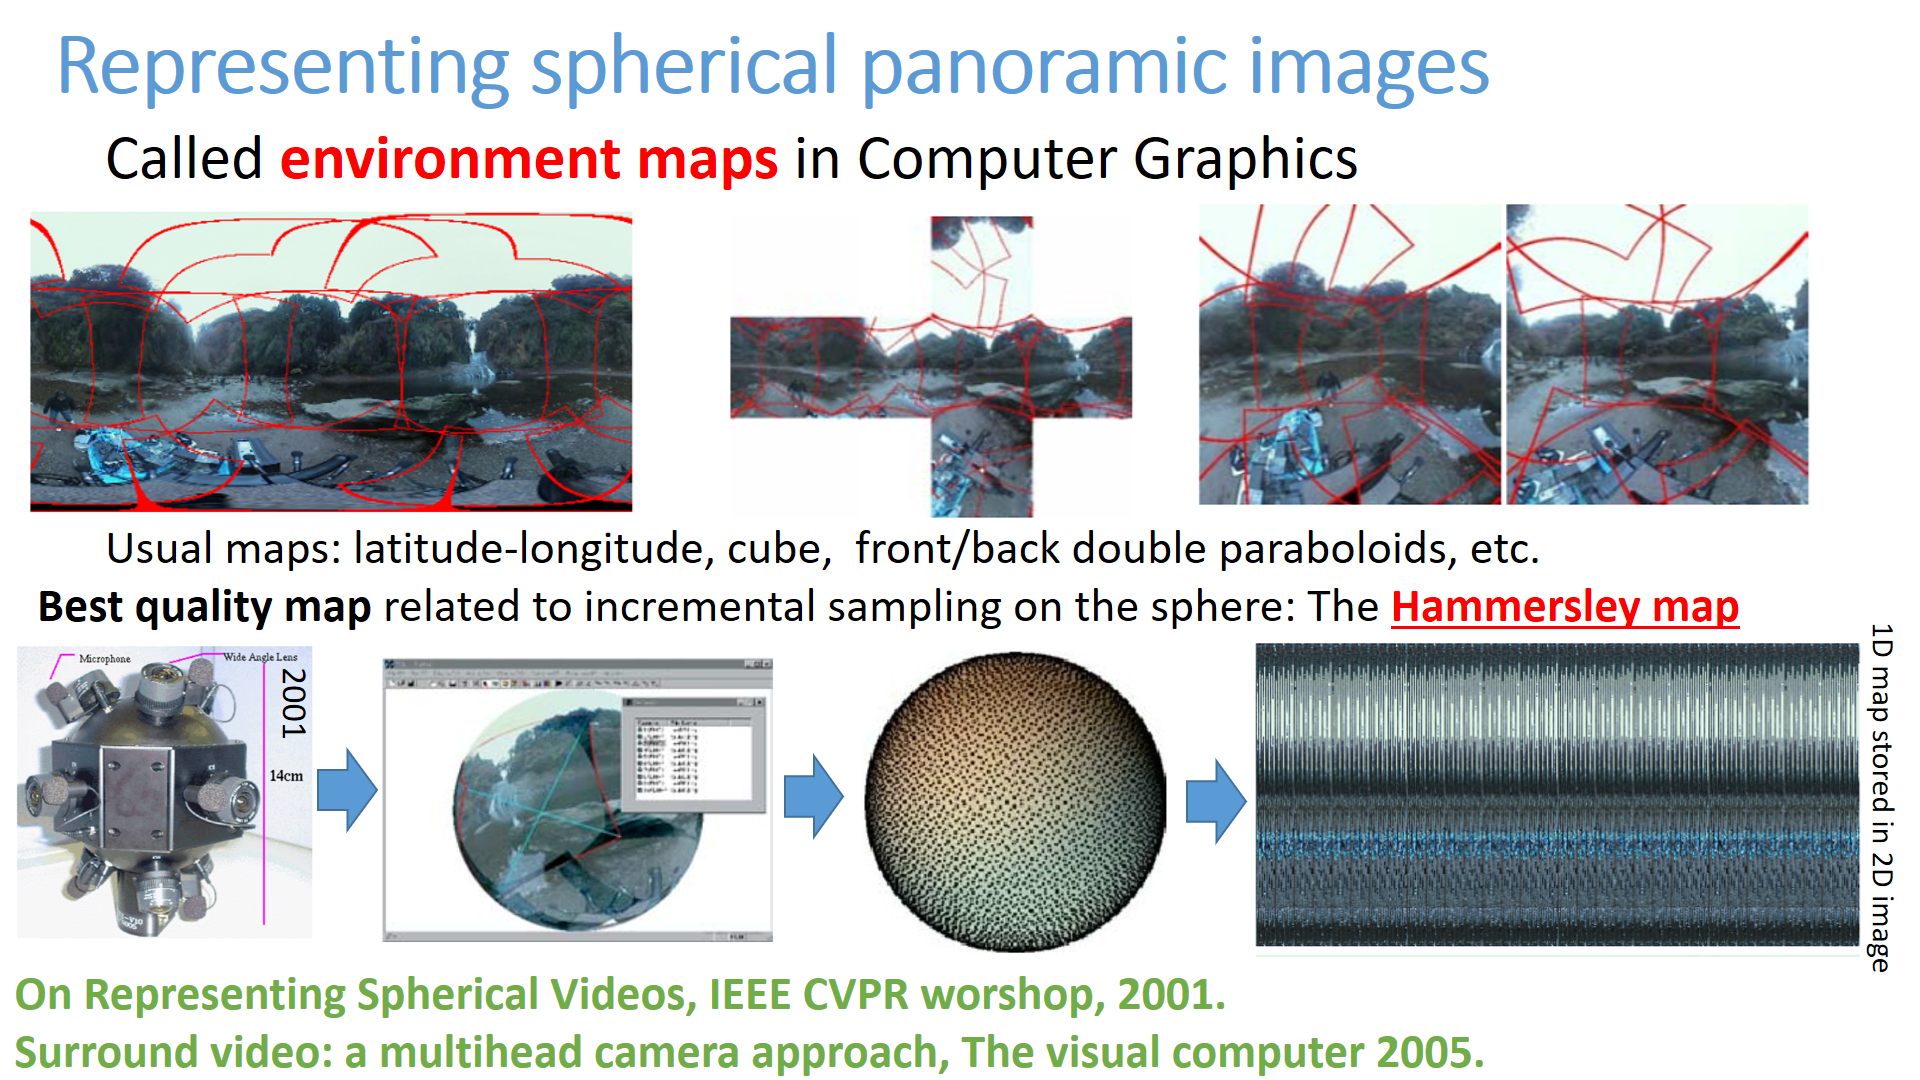 Representing spherical panoramic images
Called environment maps in Computer Graphics
Usual maps: latitude-longitude, cube, front/back double paraboloids, etc.
Best quality map related to incremental sampling on the sphere: The Hammersley map
Microphone
Wide Angle Lens
2001
14cm
1D map stored in 2D image
On Representing Spherical Videos, IEEE CVPR worshop, 2001.
Surround video: a multihead camera approach, The visual computer 2005.